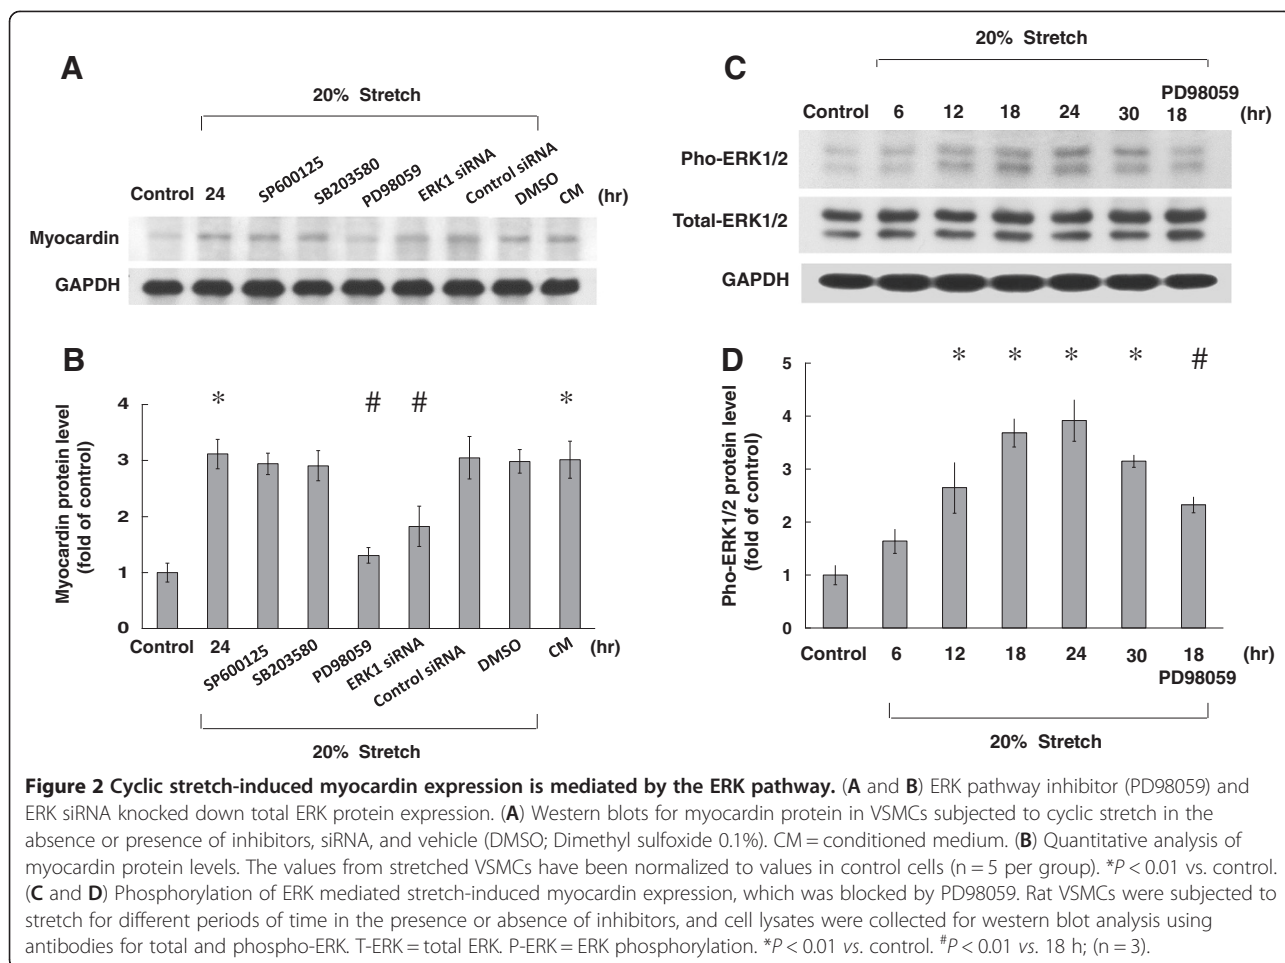 A
20% Stretch
Control 24 SP600125 SB203580 PD98059 ERK1 siRNA Control siRNA DMSO CM (hr)
Myocardin
GAPDH
B
Myocardin protein level
(fold of control)
4
3
2
1
0
* # # *
Control 24 SP600125 SB203580 PD98059 ERK1 siRNA Control siRNA DMSO CM (hr)
20% Stretch
C
20% Stretch
PD98059
Control 6 12 18 24 30 18 (hr)
Pho-ERK1/2
Total-ERK1/2
GAPDH
D
Pho-ERK1/2 protein level
(fold of control)
5
4
3
2
1
0
* * * * #
Control 6 12 18 24 30 18 (hr)
PD98059
20% Stretch
Figure 2 Cyclic stretch-induced myocardin expression is mediated by the ERK pathway. (A and B) ERK pathway inhibitor (PD98059) and
ERK siRNA knocked down total ERK protein expression. (A) Western blots for myocardin protein in VSMCs subjected to cyclic stretch in the
absence or presence of inhibitors, siRNA, and vehicle (DMSO; Dimethyl sulfoxide 0.1%). CM = conditioned medium. (B) Quantitative analysis of
myocardin protein levels. The values from stretched VSMCs have been normalized to values in control cells (n = 5 per group). *P < 0.01 vs. control.
(C and D) Phosphorylation of ERK mediated stretch-induced myocardin expression, which was blocked by PD98059. Rat VSMCs were subjected to
stretch for different periods of time in the presence or absence of inhibitors, and cell lysates were collected for western blot analysis using
antibodies for total and phospho-ERK. T-ERK = total ERK. P-ERK = ERK phosphorylation. *P < 0.01 vs. control. #P < 0.01 vs. 18 h; (n = 3).